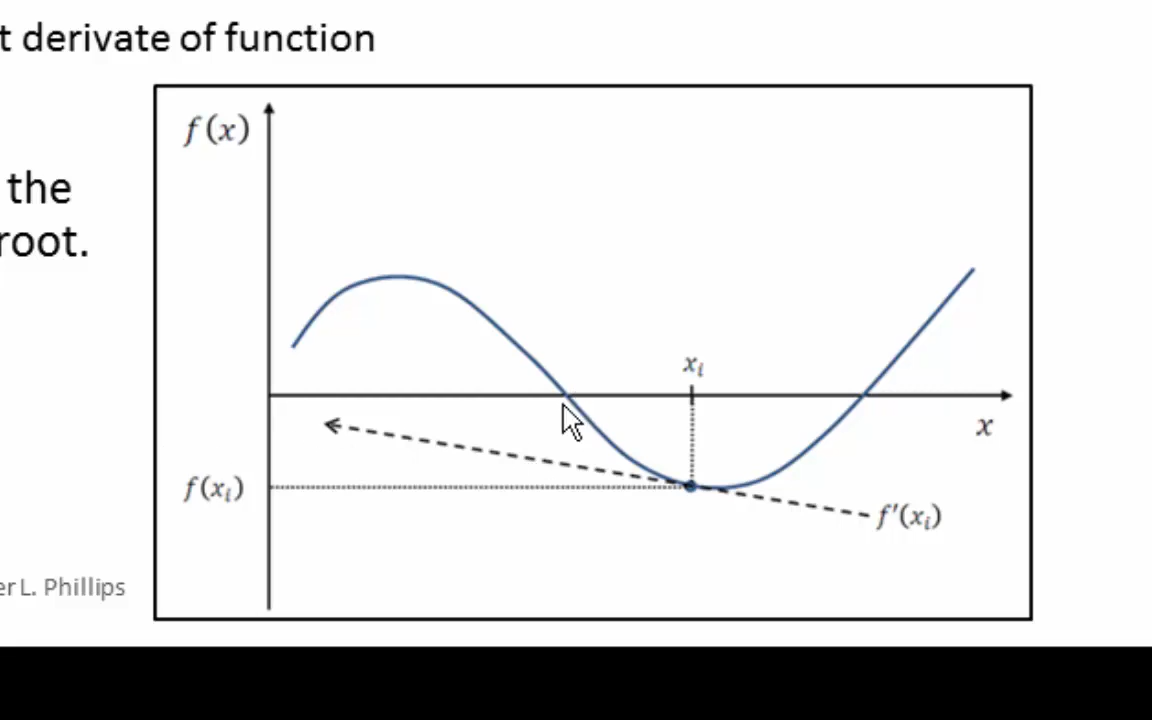 t derivate of function
f(x)
the
root.
x_i
x
f(x_i)
f'(x_i)
er L. Phillips